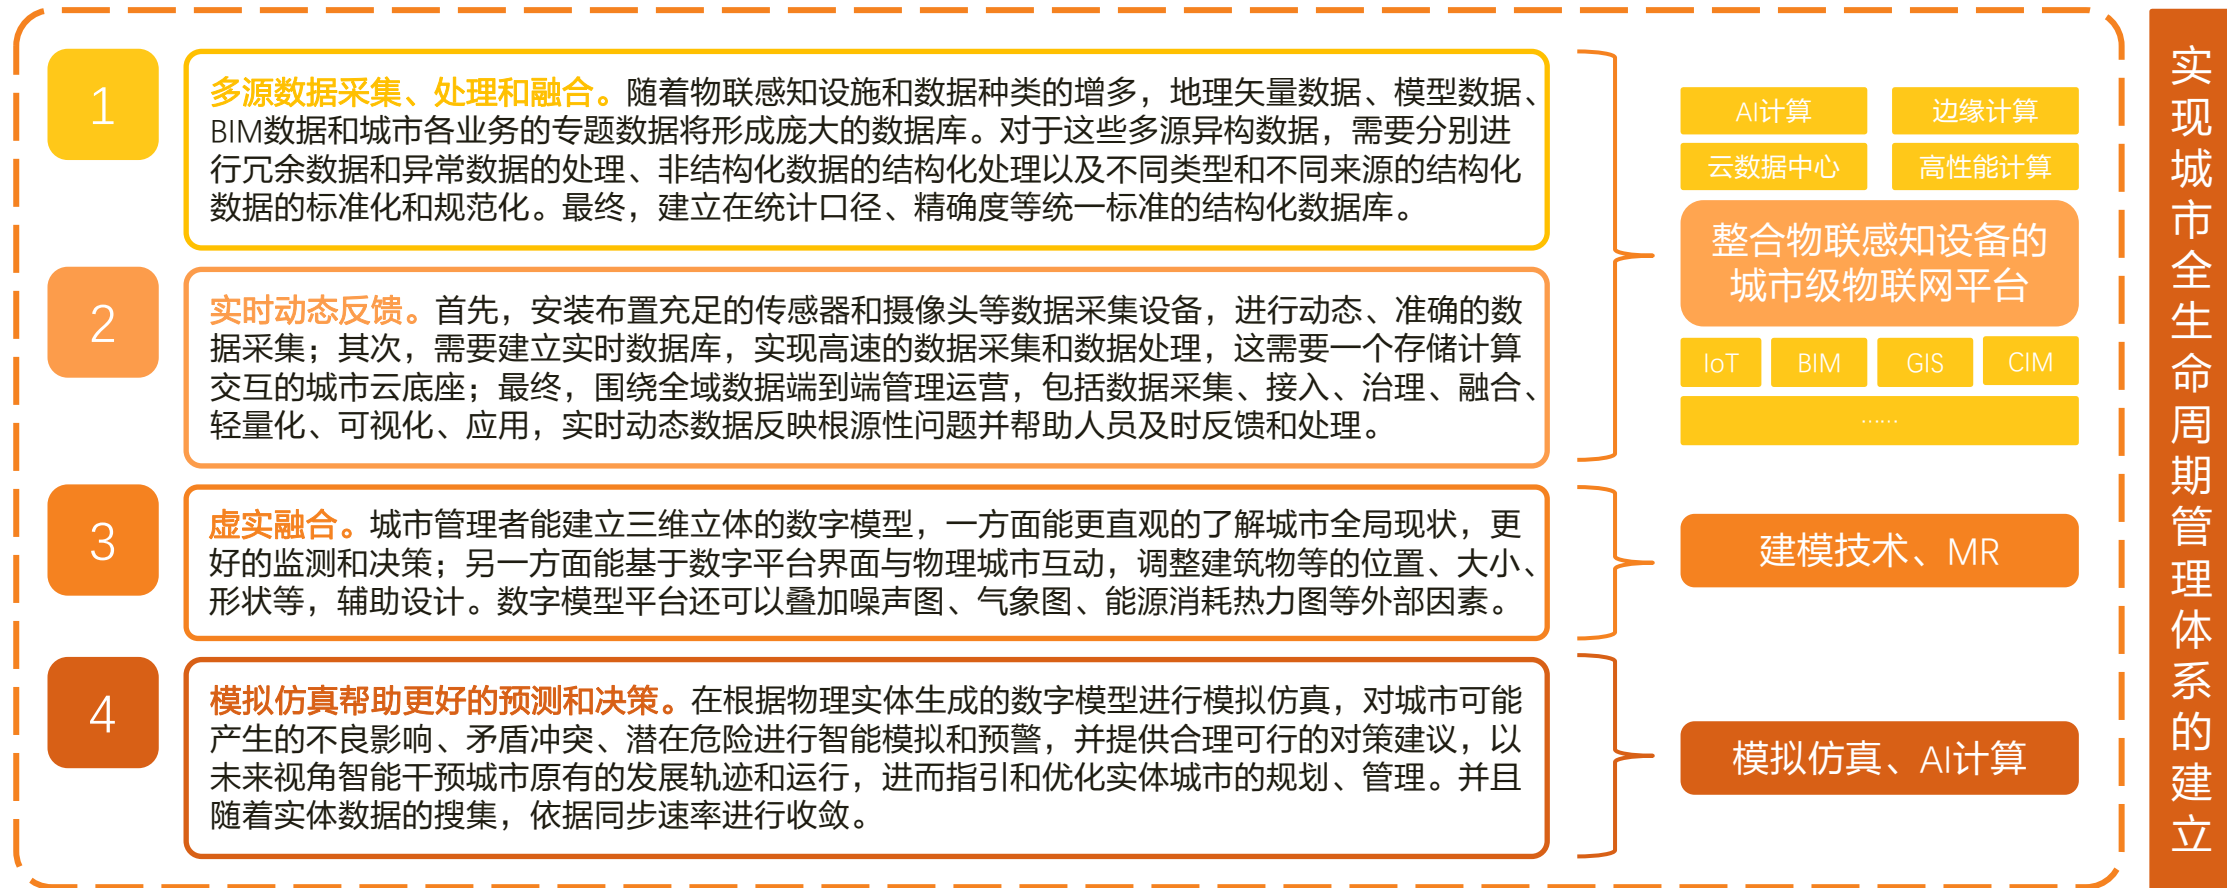 1
多源数据采集、处理和融合。随着物联感知设施和数据种类的增多，地理矢量数据、模型数据、
BIM数据和城市各业务的专题数据将形成庞大的数据库。对于这些多源异构数据，需要分别进
行冗余数据和异常数据的处理、非结构化数据的结构化处理以及不同类型和不同来源的结构化
数据的标准化和规范化。最终，建立在统计口径、精确度等统一标准的结构化数据库。
2
实时动态反馈。首先，安装布置充足的传感器和摄像头等数据采集设备，进行动态、准确的数
据采集；其次，需要建立实时数据库，实现高速的数据采集和数据处理，这需要一个存储计算
交互的城市云底座；最终，围绕全域数据端到端管理运营，包括数据采集、接入、治理、融合、
轻量化、可视化、应用，实时动态数据反映根源性问题并帮助人员及时反馈和处理。
AI计算
边缘计算
云数据中心
高性能计算
整合物联感知设备的
城市级物联网平台
IoT
BIM
GIS
CIM
......
3
虚实融合。城市管理者能建立三维立体的数字模型，一方面能更直观的了解城市全局现状，更
好的监测和决策；另一方面能基于数字平台界面与物理城市互动，调整建筑物等的位置、大小、
形状等，辅助设计。数字模型平台还可以叠加噪声图、气象图、能源消耗热力图等外部因素。
建模技术、MR
4
模拟仿真帮助更好的预测和决策。在根据物理实体生成的数字模型进行模拟仿真，对城市可能
产生的不良影响、矛盾冲突、潜在危险进行智能模拟和预警，并提供合理可行的对策建议，以
未来视角智能干预城市原有的发展轨迹和运行，进而指引和优化实体城市的规划、管理。并且
随着实体数据的搜集，依据同步速率进行收敛。
模拟仿真、AI计算
实现城市全生命周期管理体系的建立